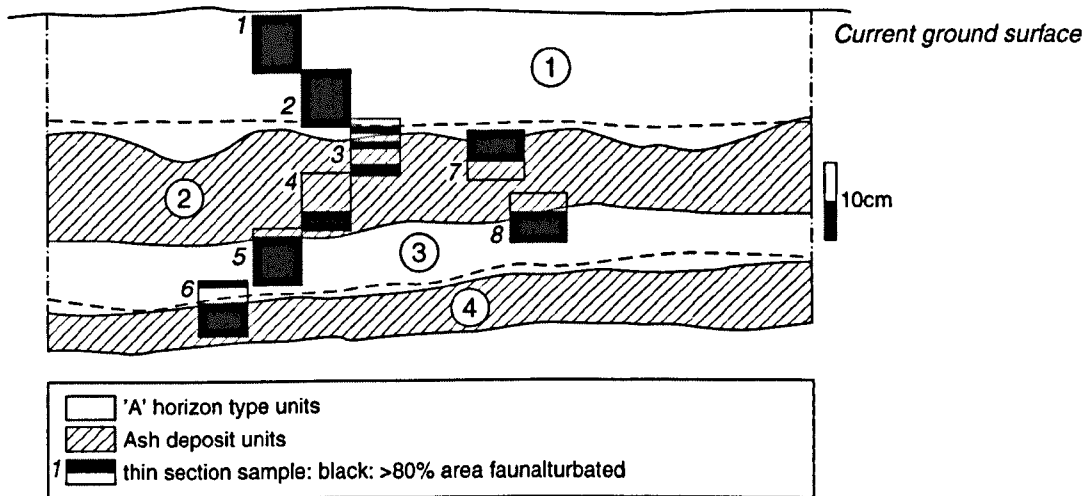 1
Current ground surface
1
2
3
4
7
2
10cm
8
5
3
6
4
'A' horizon type units
Ash deposit units
1 thin section sample: black: >80% area faunalturbated